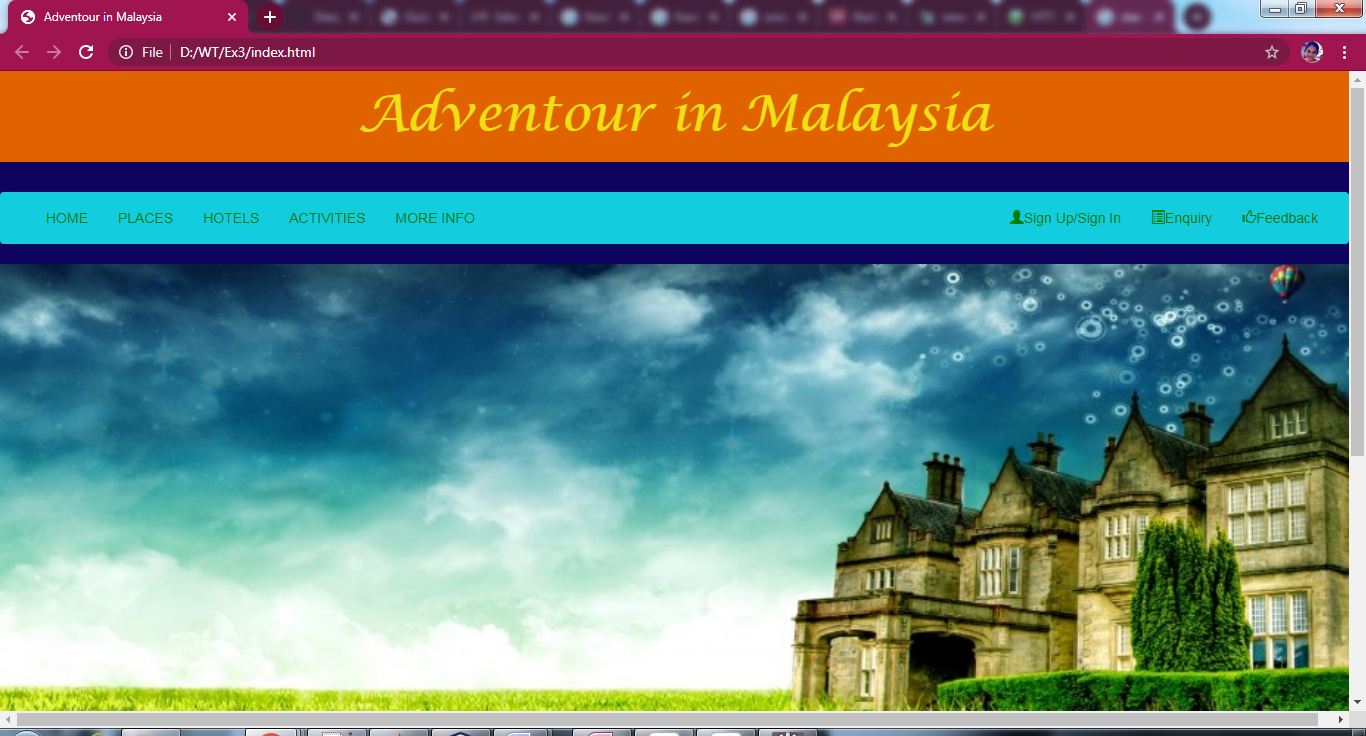 Adventour in Malaysia
File D:/WT/Ex3/index.html
Adventour in Malaysia
HOME PLACES HOTELS ACTIVITIES MORE INFO Sign Up/Sign In Enquiry Feedback